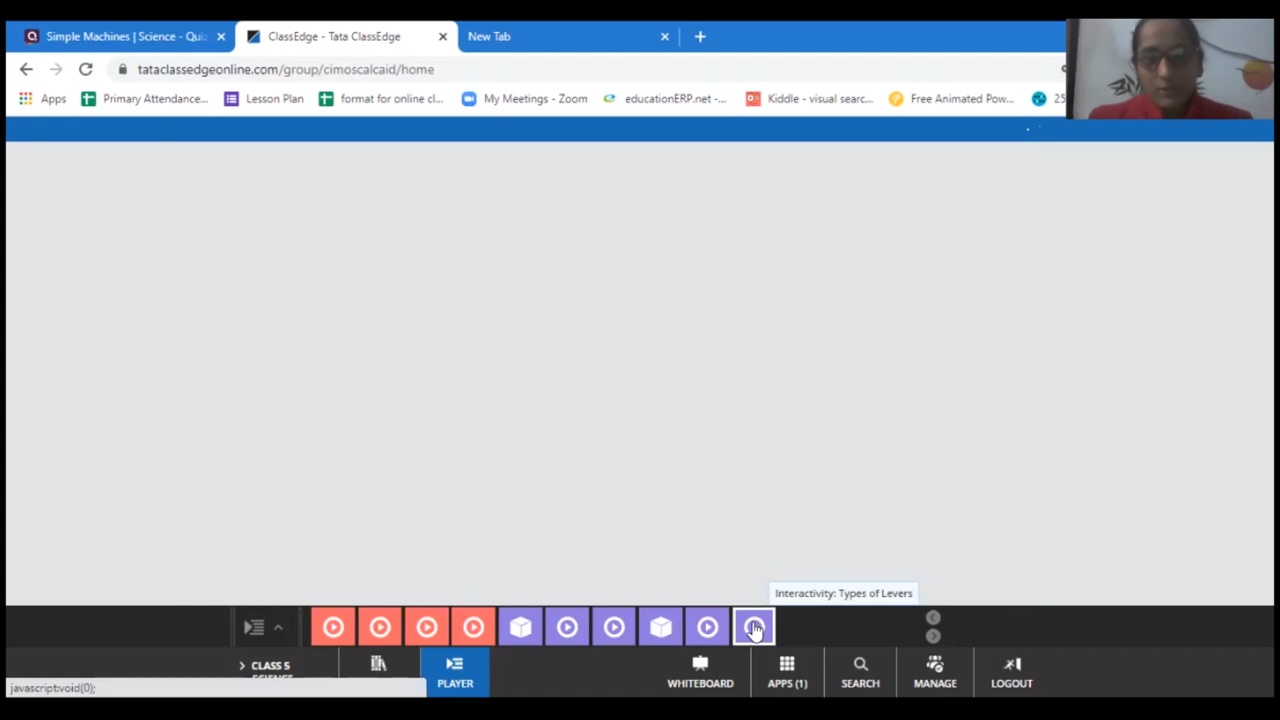 Simple Machines | Science - Qui
ClassEdge - Tata ClassEdge
New Tab
tataclassedgeonline.com/group/cimoscalcaid/home
Apps
Primary Attendance...
Lesson Plan
format for online cl...
My Meetings - Zoom
educationERP.net -...
Kiddle - visual searc...
Free Animated Pow...
25
Interactivity: Types of Levers
CLASS 5
SCIENCE
PLAYER
WHITEBOARD
APPS (1)
SEARCH
MANAGE
LOGOUT
javascript:void(0);